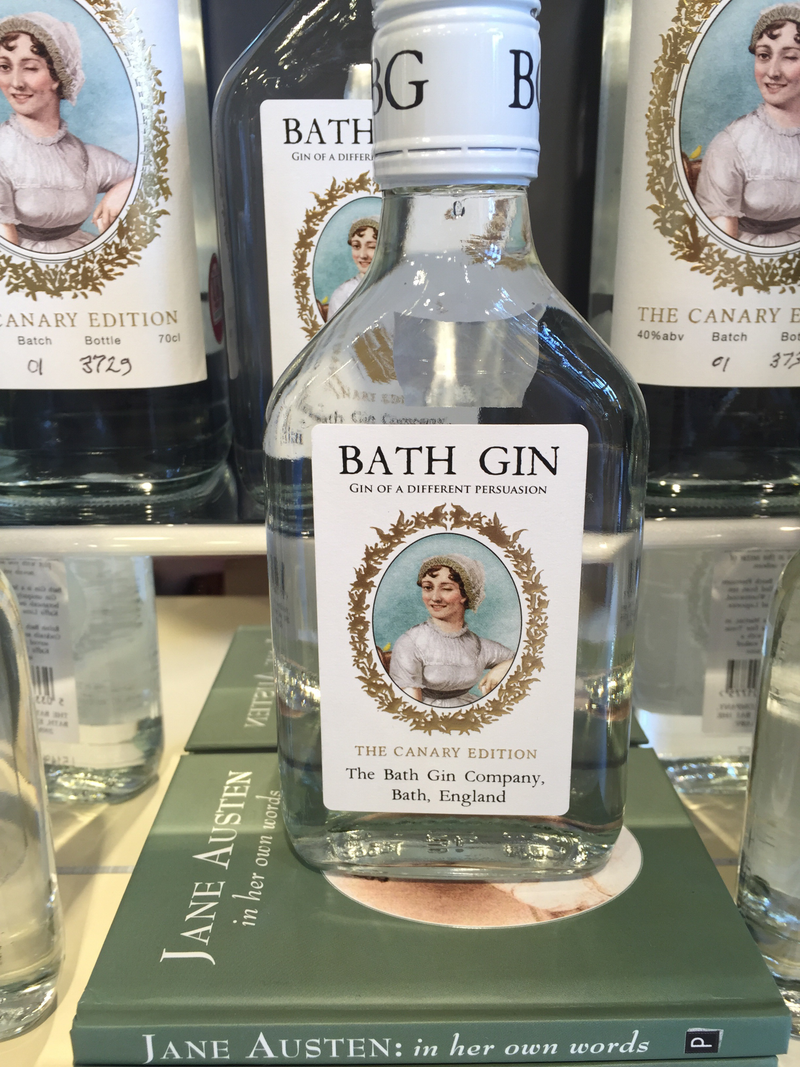 BG
BATH
GIN OF A DIFFERE
CANARY EDITION
Batch Bottle 70cl
01 3729
THE CANARY E
40%abv Batch
01
BATH GIN
GIN OF A DIFFERENT PERSUASION
THE CANARY EDITION
The Bath Gin Company,
Bath, England
JANE AUSTEN
in her own words
JANE AUSTEN: in her own words
P